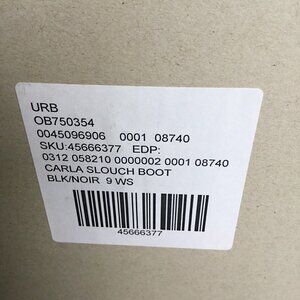 URB
OB750354
0045096906 0001 08740
SKU:45666377 EDP:
0312 058210 0000002 0001 08740
CARLA SLOUCH BOOT
BLK/NOIR 9 WS
45666377